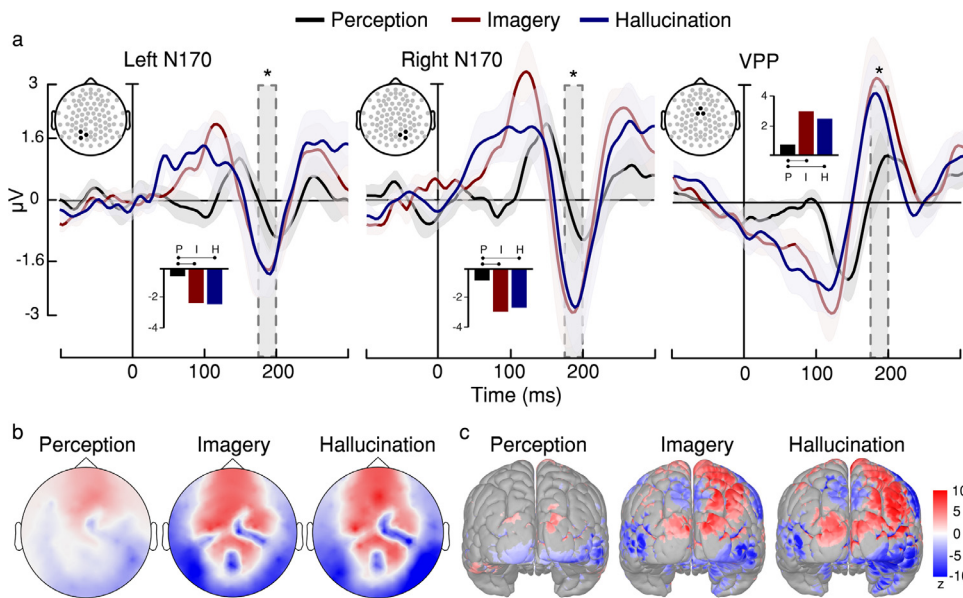 Perception Imagery Hallucination
a
Left N170 Right N170 VPP
* * *
μV
3
1.6
0
-1.6
-3
P I H
-2
-4
P I H
-2
-4
4
2
P I H
0 100 200 0 100 200 0 100 200
Time (ms)
b
Perception Imagery Hallucination
c
Perception Imagery Hallucination
10
5
0
-5
-10
z